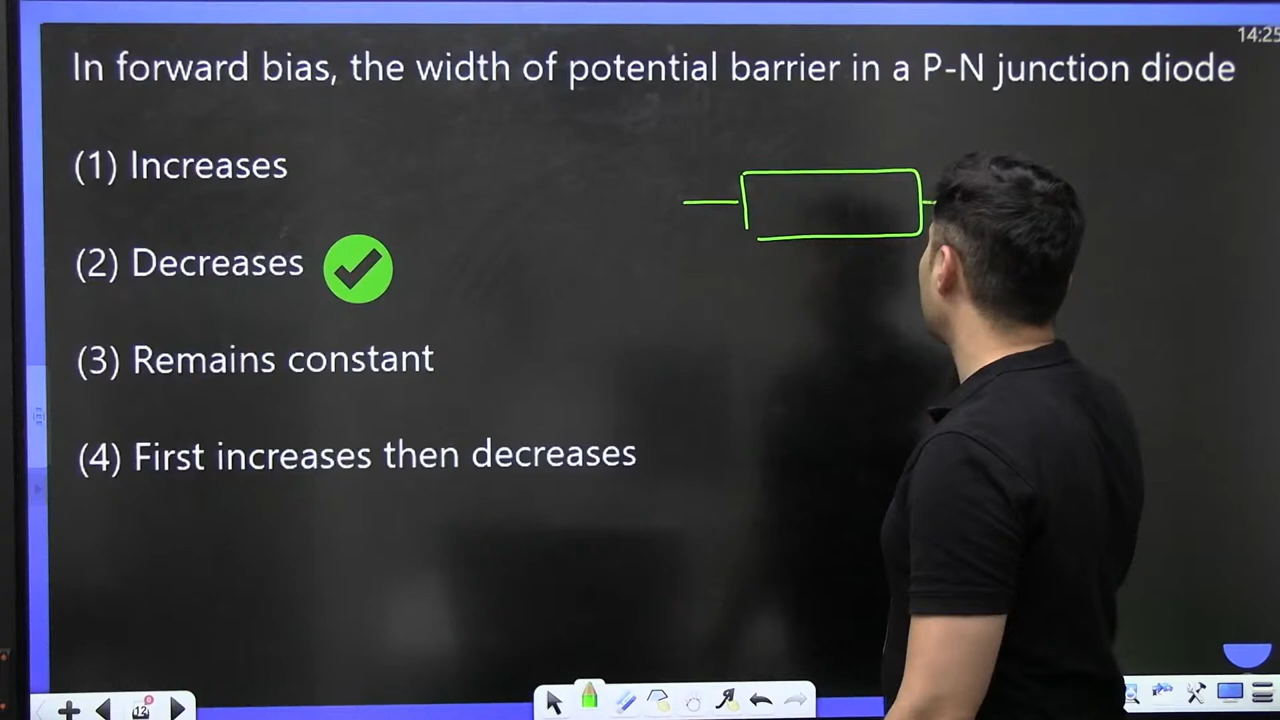 14:25
In forward bias, the width of potential barrier in a P-N junction diode
(1) Increases
(2) Decreases
(3) Remains constant
(4) First increases then decreases
12